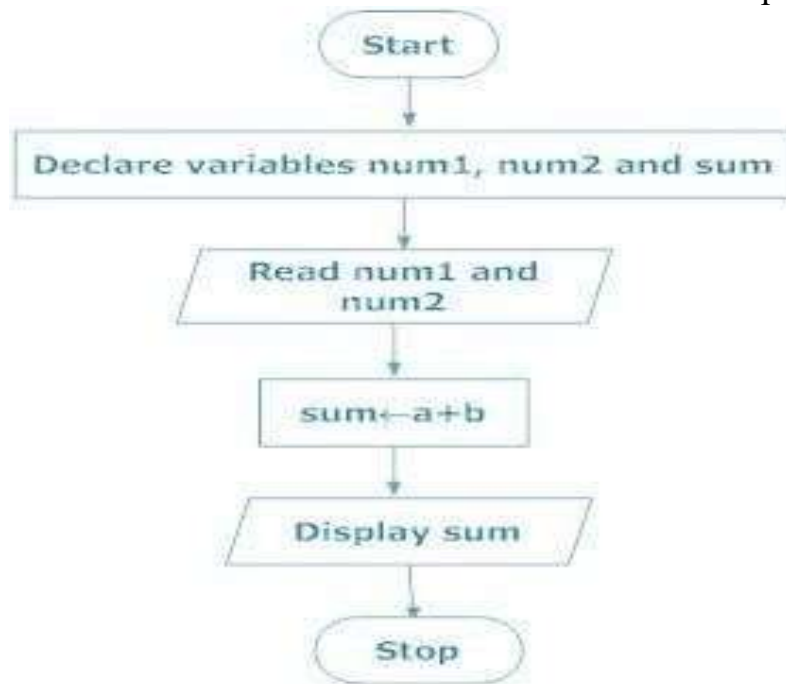 Start
Declare variables num1, num2 and sum
Read num1 and
num2
sum←a+b
Display sum
Stop